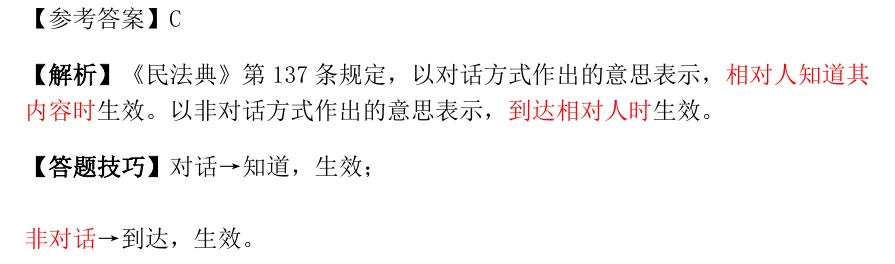 【参考答案】C
【解析】《民法典》第 137 条规定，以对话方式作出的意思表示，相对人知道其
内容时生效。以非对话方式作出的意思表示，到达相对人时生效。
【答题技巧】对话→知道，生效；
非对话→到达，生效。